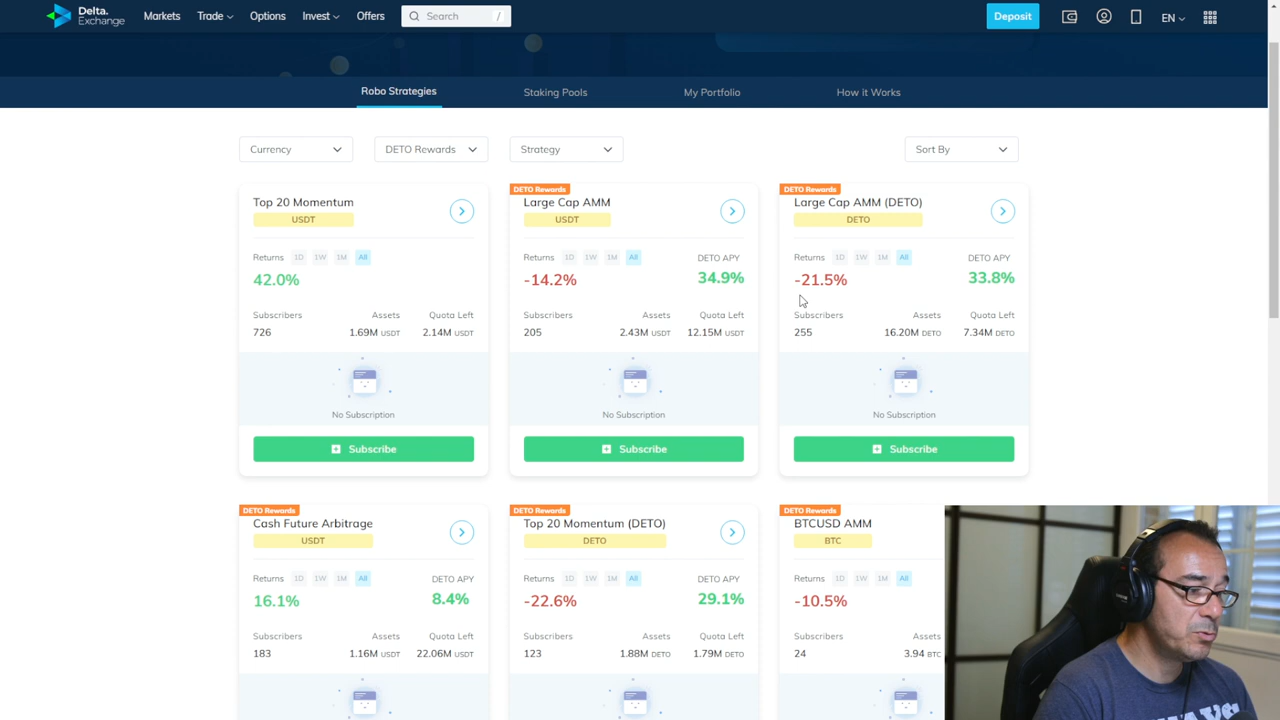 Delta.
Exchange
Markets Trade Options Invest Offers Search / Deposit EN
Robo Strategies Staking Pools My Portfolio How it Works
Currency DETO Rewards Strategy Sort By
DETO Rewards DETO Rewards
Top 20 Momentum Large Cap AMM Large Cap AMM (DETO)
USDT USDT DETO
Returns 1D 1W 1M All Returns 1D 1W 1M All DETO APY Returns 1D 1W 1M All DETO APY
42.0% -14.2% 34.9% -21.5% 33.8%
Subscribers Assets Quota Left Subscribers Assets Quota Left Subscribers Assets Quota Left
726 1.69M USDT 2.14M USDT 205 2.43M USDT 12.15M USDT 255 16.20M DETO 7.34M DETO
No Subscription No Subscription No Subscription
Subscribe Subscribe Subscribe
DETO Rewards DETO Rewards DETO Rewards
Cash Future Arbitrage Top 20 Momentum (DETO) BTCUSD AMM
USDT DETO BTC
Returns 1D 1W 1M All DETO APY Returns 1D 1W 1M All DETO APY Returns 1D 1W 1M All
16.1% 8.4% -22.6% 29.1% -10.5%
Subscribers Assets Quota Left Subscribers Assets Quota Left Subscribers Assets
183 1.16M USDT 22.06M USDT 123 1.88M DETO 1.79M DETO 24 3.94 BTC